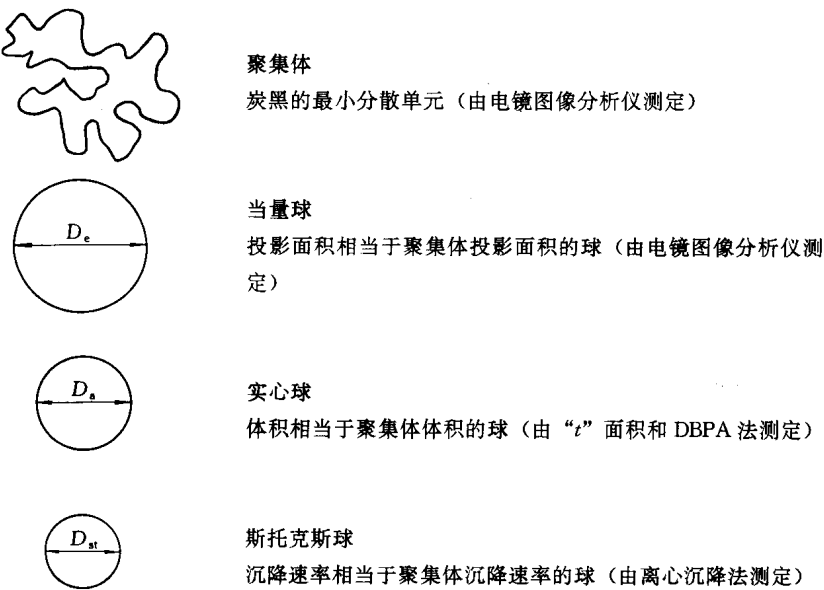 聚集体
炭黑的最小分散单元（由电镜图像分析仪测定）
当量球
D_e
投影面积相当于聚集体投影面积的球（由电镜图像分析仪测
定）
实心球
D_a
体积相当于聚集体体积的球（由“t”面积和 DBPA 法测定）
斯托克斯球
D_st
沉降速率相当于聚集体沉降速率的球（由离心沉降法测定）